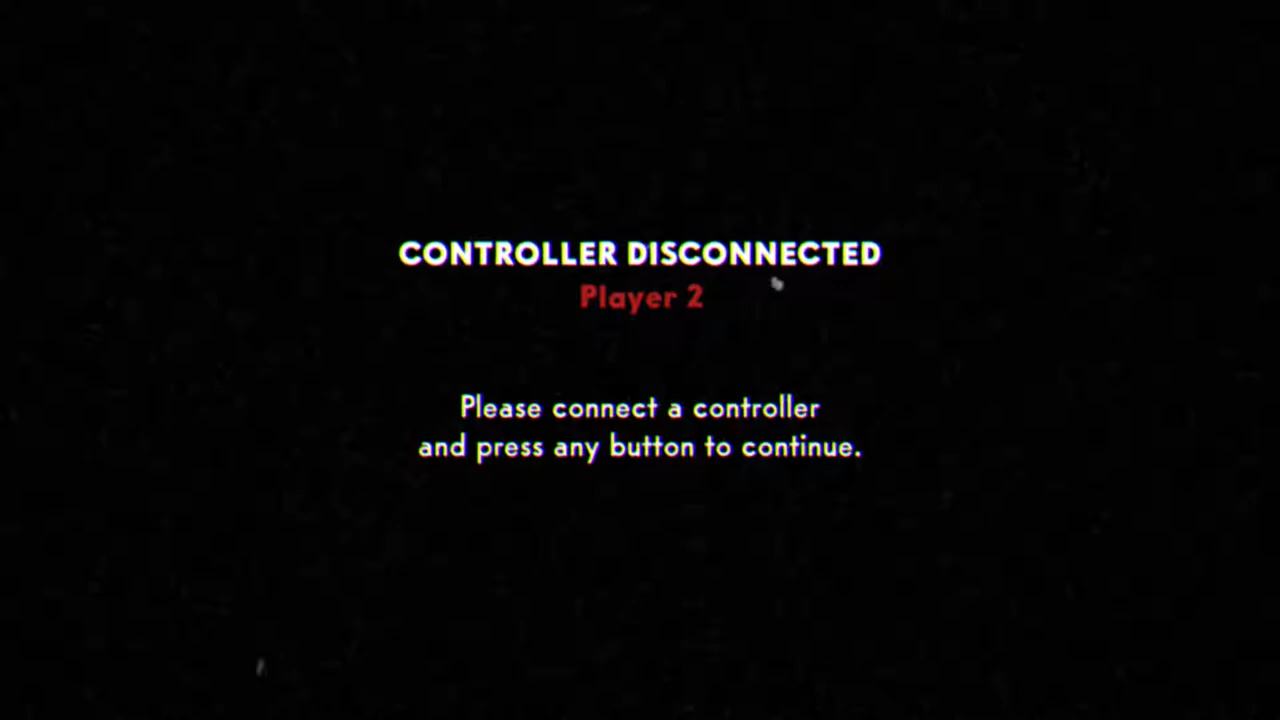 CONTROLLER DISCONNECTED
Player 2
Please connect a controller
and press any button to continue.